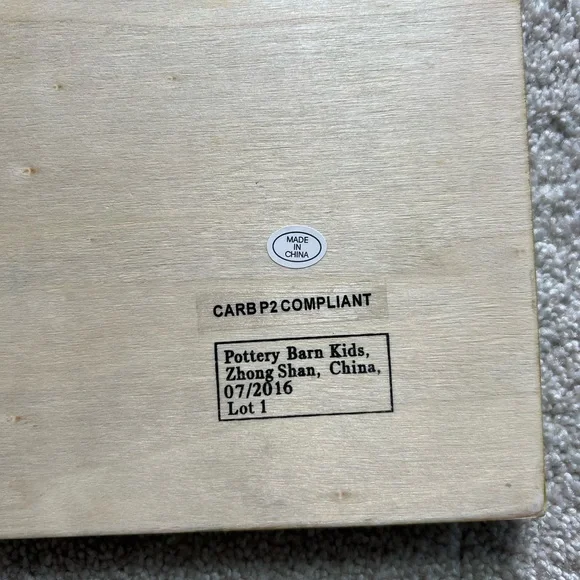 MADE
IN
CHINA
CARB P2 COMPLIANT
Pottery Barn Kids,
Zhong Shan, China,
07/2016
Lot 1